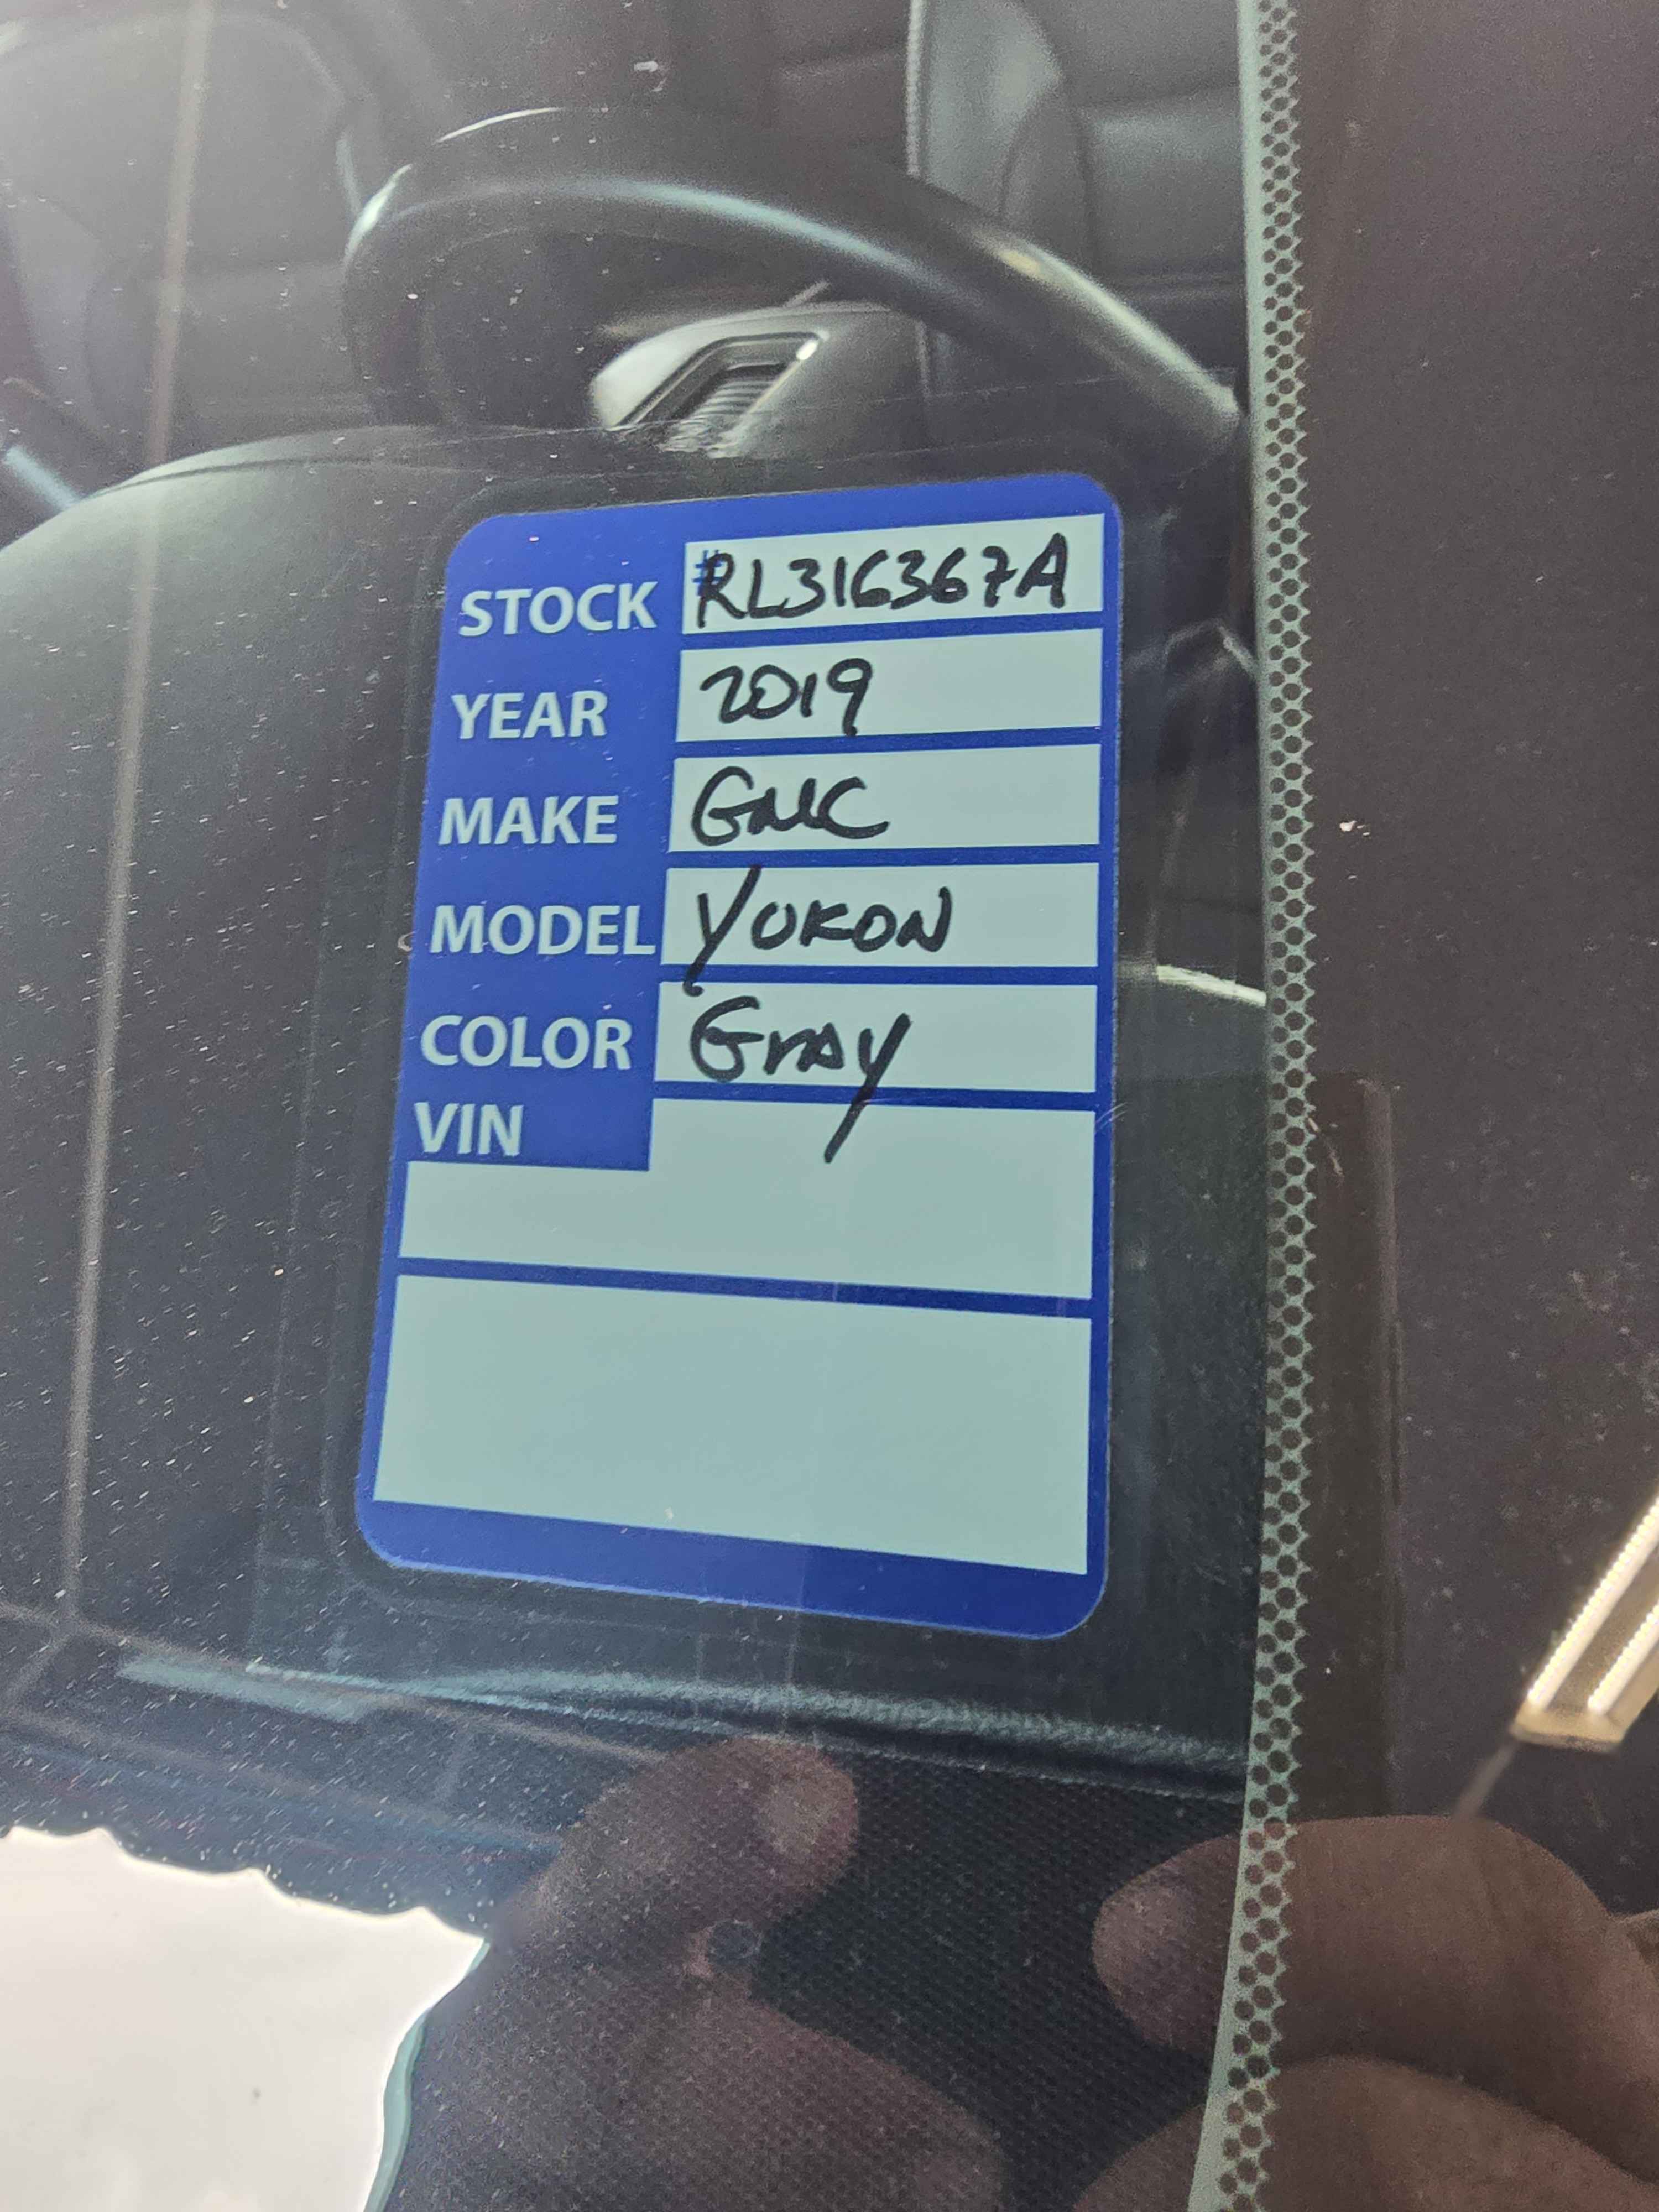 STOCK #RL316367A
YEAR 2019
MAKE GMC
MODEL YUKON
COLOR Gray
VIN